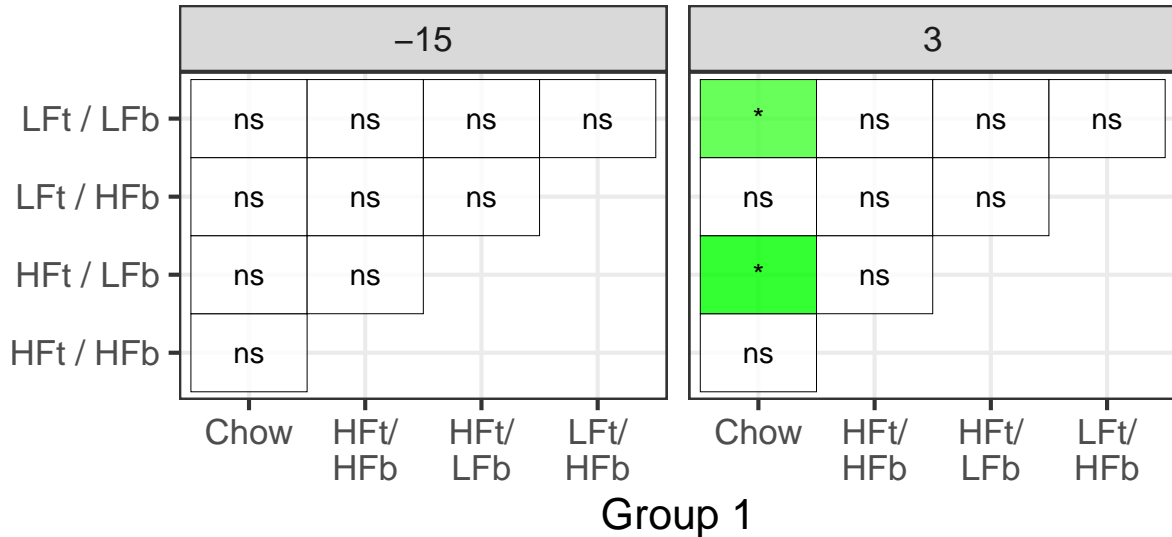 −15 3
LFt / LFb ns ns ns ns * ns ns ns
LFt / HFb ns ns ns ns ns ns
HFt / LFb ns ns * ns
HFt / HFb ns ns
Chow HFt/ HFt/ LFt/ Chow HFt/ HFt/ LFt/
HFb LFb HFb HFb LFb HFb
Group 1